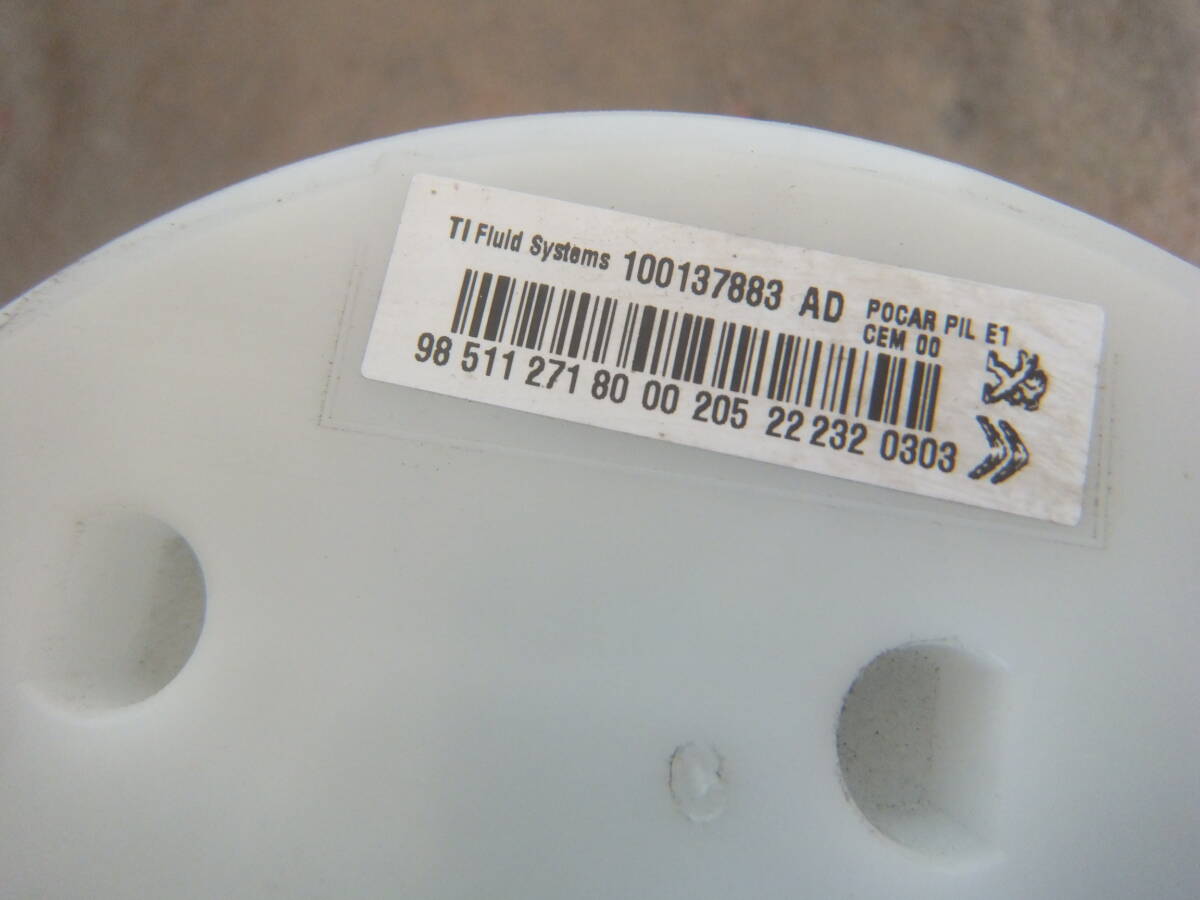 TI Fluid Systems 100137883 AD POCAR PIL E1
CEM 00
98 511 271 80 00 205 22 232 0303